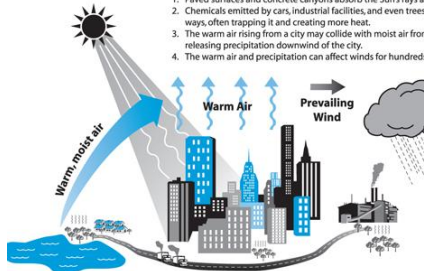 1. Paved surfaces and concrete canyons absorb the Sun's rays a
2. Chemicals emitted by cars, industrial facilities, and even trees
ways, often trapping it and creating more heat.
3. The warm air rising from a city may collide with moist air from
releasing precipitation downwind of the city.
4. The warm air and precipitation can affect winds for hundreds
Warm Air
Prevailing
Wind
Warm, moist air